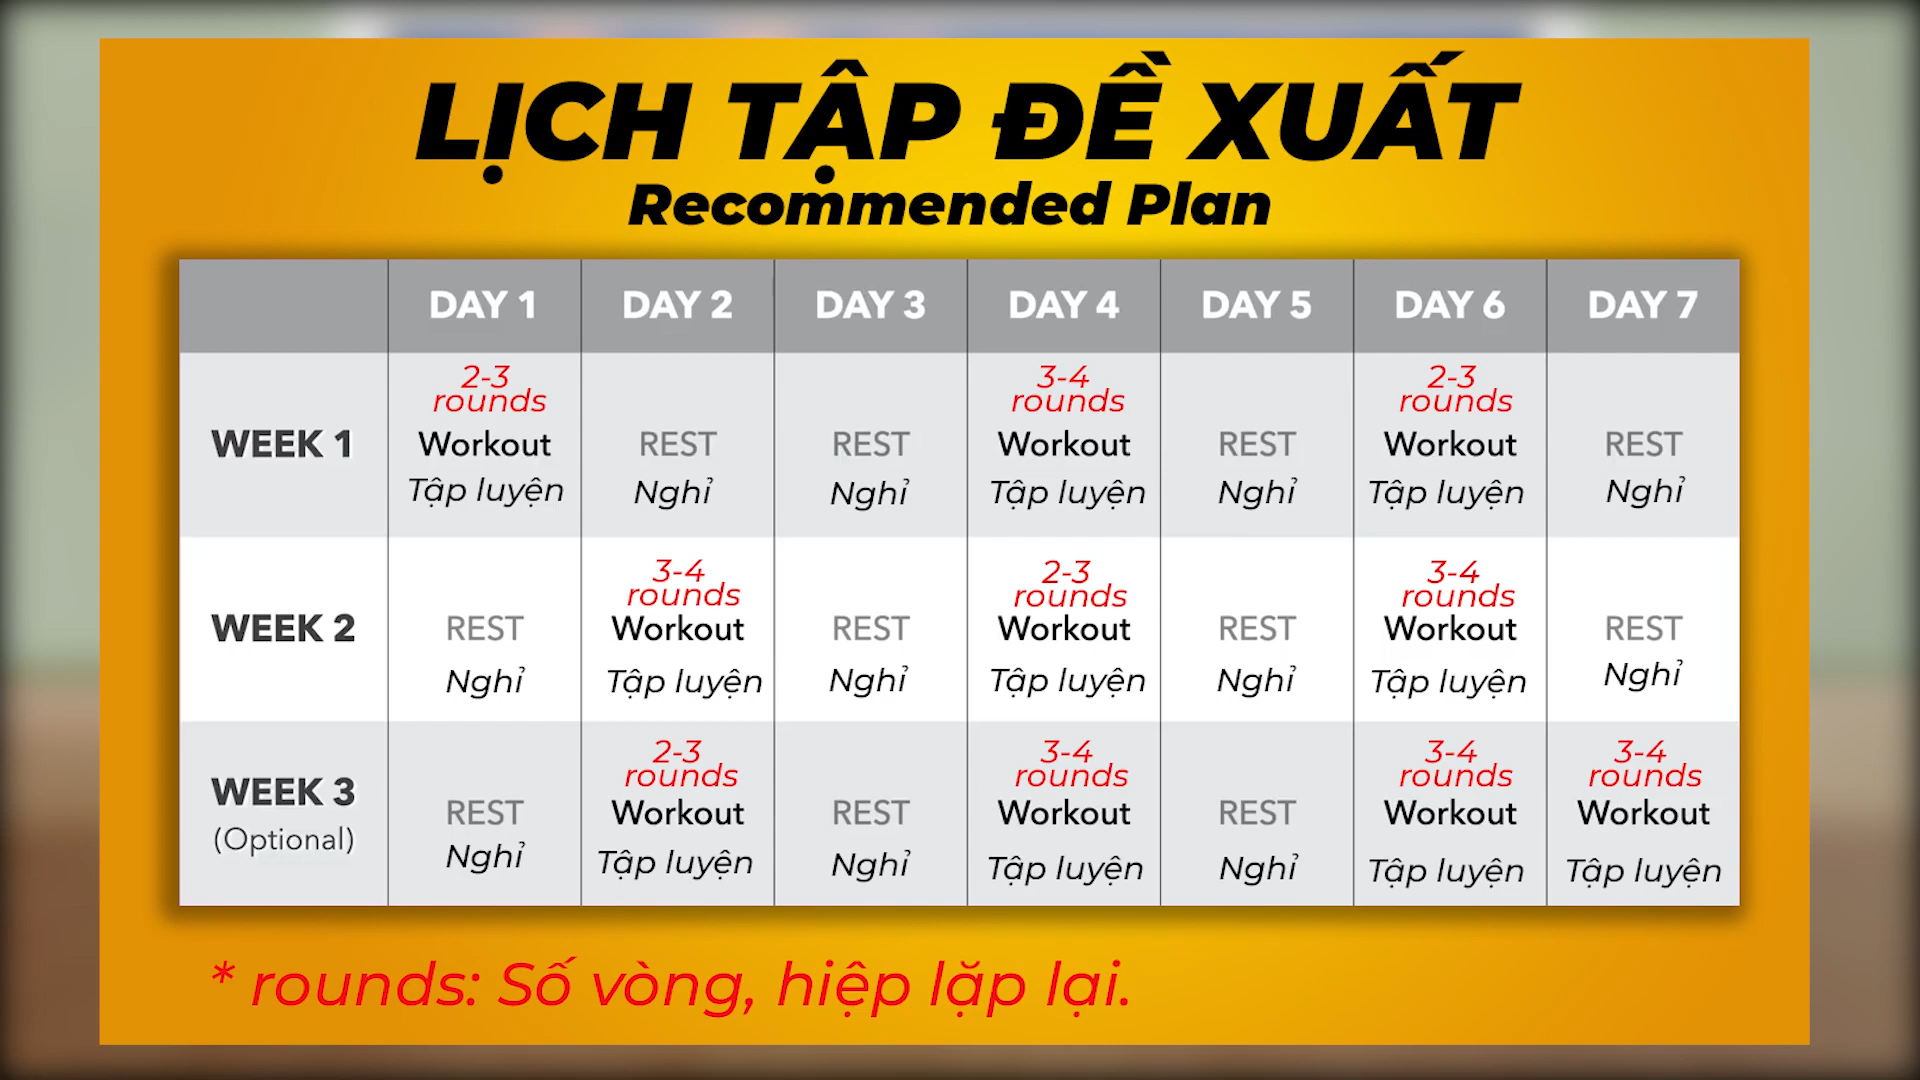 LỊCH TẬP ĐỀ XUẤT
Recommended Plan
DAY 1 DAY 2 DAY 3 DAY 4 DAY 5 DAY 6 DAY 7
WEEK 1
2-3
rounds
Workout
Tập luyện
REST
Nghỉ
REST
Nghỉ
3-4
rounds
Workout
Tập luyện
REST
Nghỉ
2-3
rounds
Workout
Tập luyện
REST
Nghỉ
WEEK 2
REST
Nghỉ
3-4
rounds
Workout
Tập luyện
REST
Nghỉ
2-3
rounds
Workout
Tập luyện
REST
Nghỉ
3-4
rounds
Workout
Tập luyện
REST
Nghỉ
WEEK 3
(Optional)
REST
Nghỉ
2-3
rounds
Workout
Tập luyện
REST
Nghỉ
3-4
rounds
Workout
Tập luyện
REST
Nghỉ
3-4
rounds
Workout
Tập luyện
3-4
rounds
Workout
Tập luyện
* rounds: Số vòng, hiệp lặp lại.